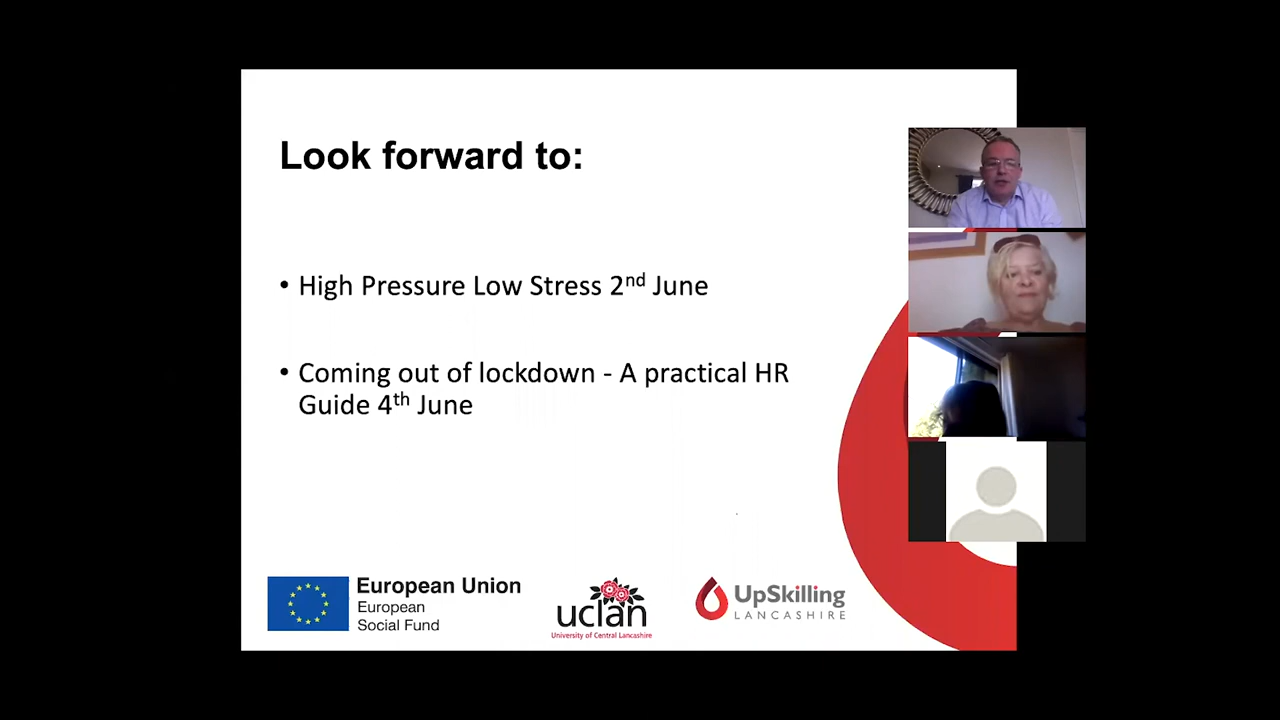 Look forward to:
• High Pressure Low Stress 2nd June
• Coming out of lockdown - A practical HR
Guide 4th June
European Union
European
Social Fund
uclan
University of Central Lancashire
UpSkilling
LANCASHIRE